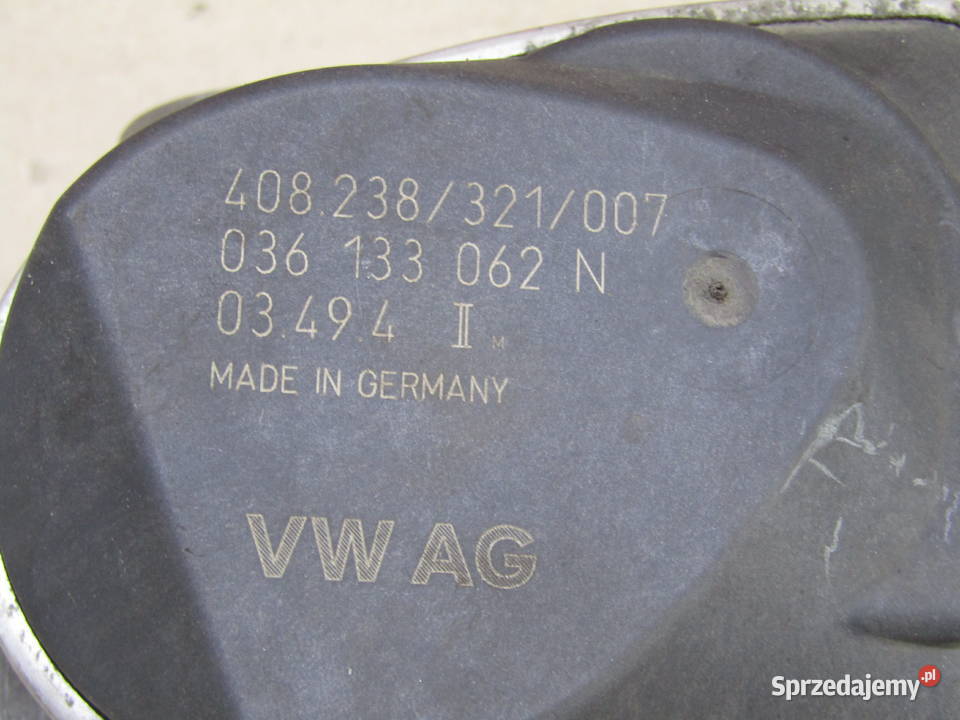 408.238/321/007
036 133 062 N
03.49.4 II M
MADE IN GERMANY
VW AG
Sprzedajemy.pl